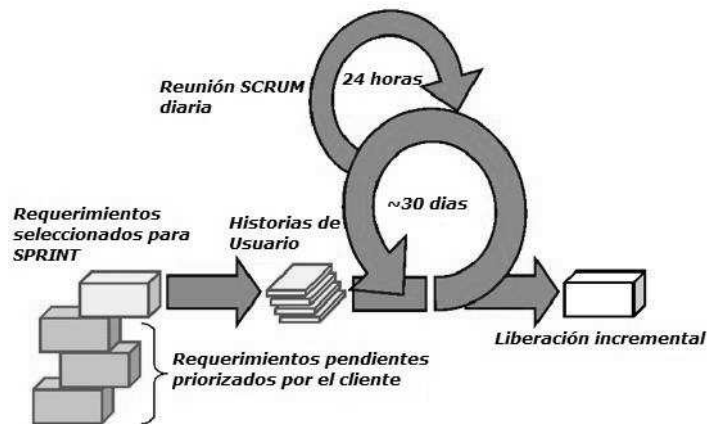 Reunión SCRUM
diaria
24 horas
~30 dias
Requerimientos
seleccionados para
SPRINT
Historias de
Usuario
Liberación incremental
Requerimientos pendientes
priorizados por el cliente